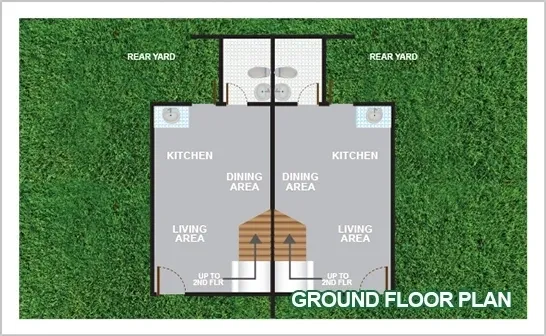 REAR YARD
REAR YARD
KITCHEN
KITCHEN
DINING
AREA
DINING
AREA
LIVING
AREA
LIVING
AREA
UP TO
2ND FLR
UP TO
2ND FLR
GROUND FLOOR PLAN